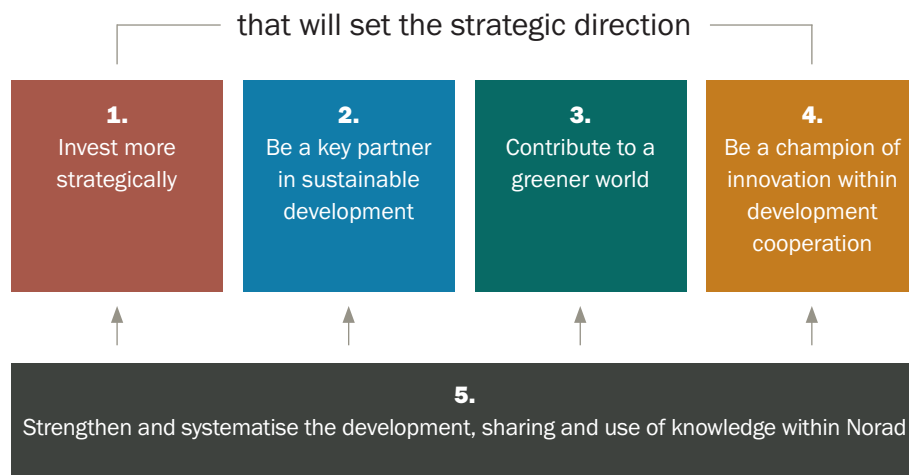 that will set the strategic direction
1.
Invest more
strategically
2.
Be a key partner
in sustainable
development
3.
Contribute to a
greener world
4.
Be a champion of
innovation within
development
cooperation
5.
Strengthen and systematise the development, sharing and use of knowledge within Norad